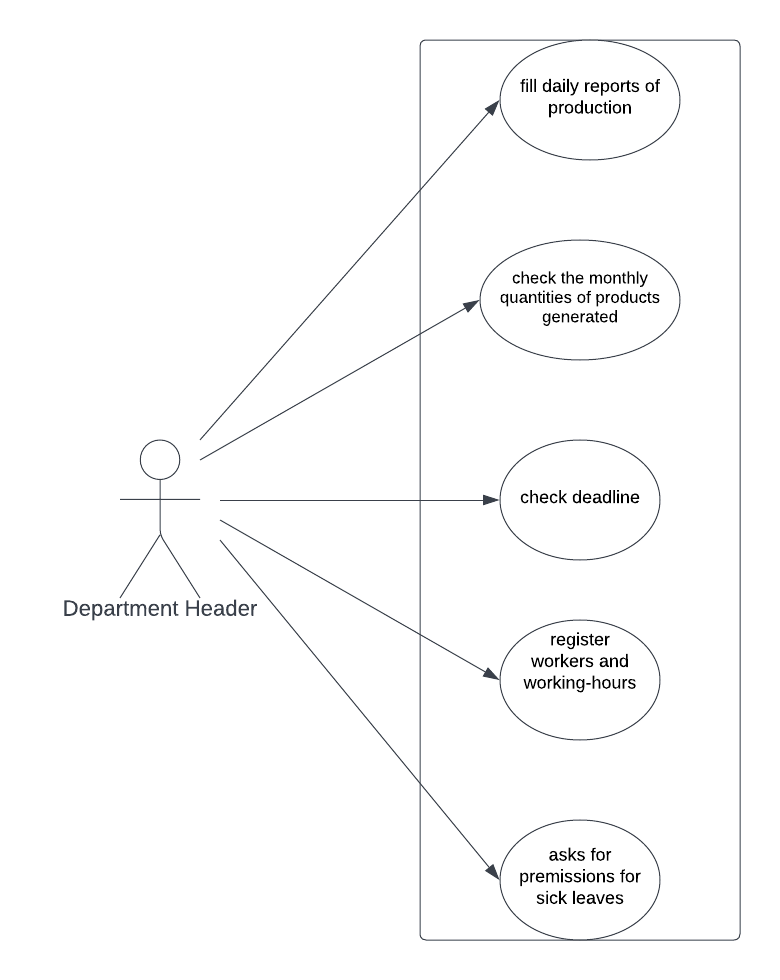 fill daily reports of
production
check the monthly
quantities of products
generated
check deadline
register
workers and
working-hours
Department Header
asks for
premissions for
sick leaves